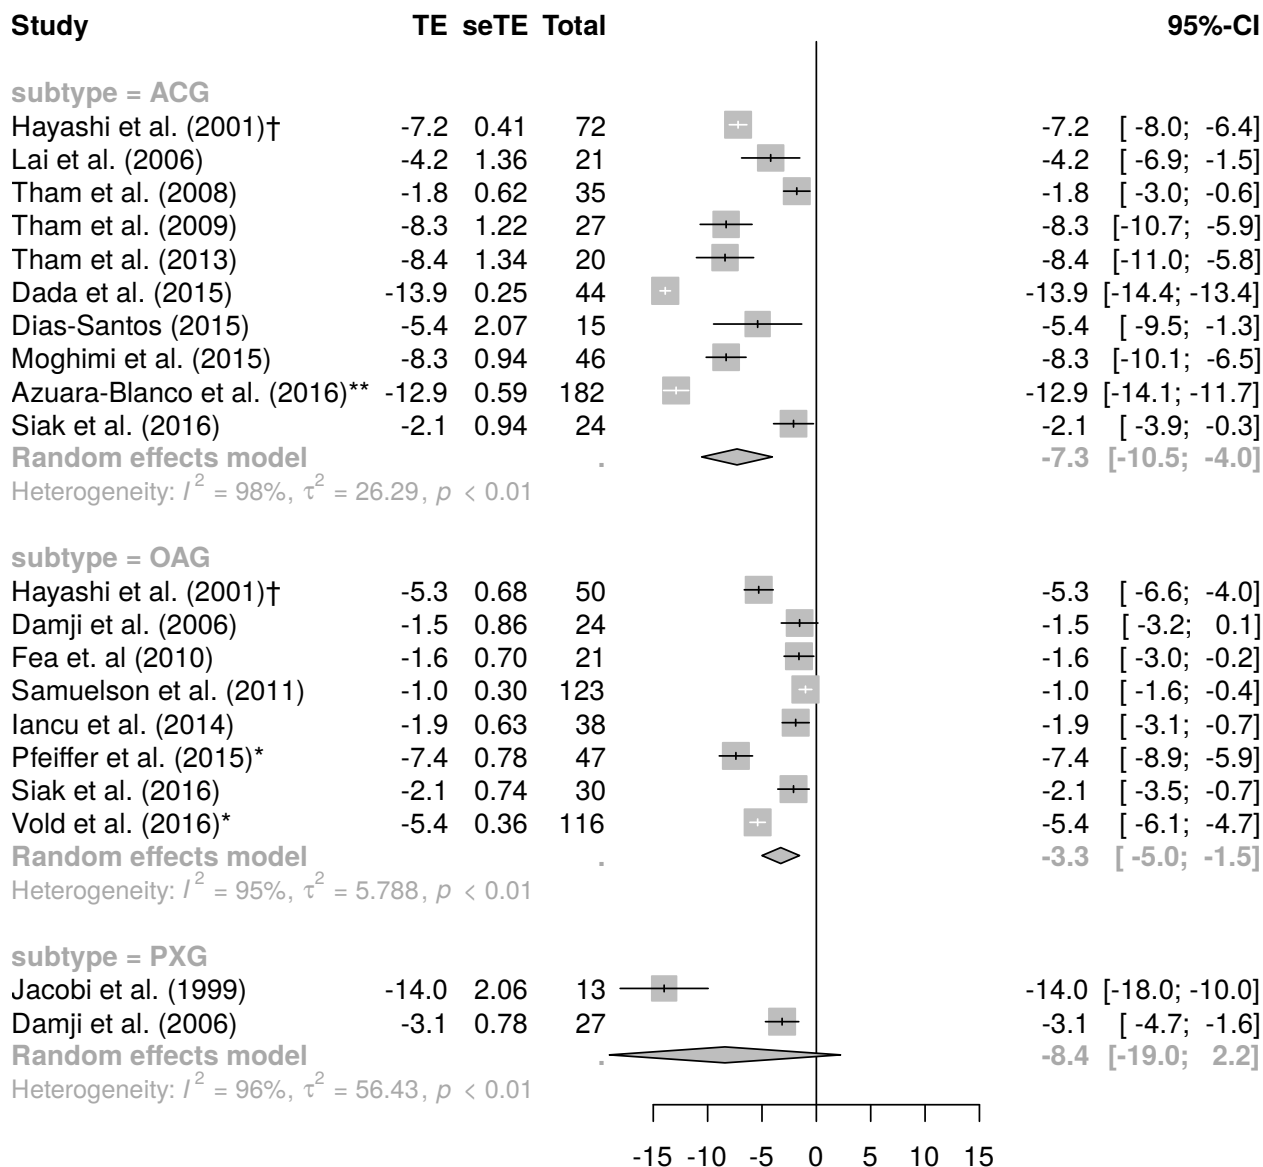 Study TE seTE Total 95%-CI
subtype = ACG
Hayashi et al. (2001)† -7.2 0.41 72 -7.2 [ -8.0; -6.4]
Lai et al. (2006) -4.2 1.36 21 -4.2 [ -6.9; -1.5]
Tham et al. (2008) -1.8 0.62 35 -1.8 [ -3.0; -0.6]
Tham et al. (2009) -8.3 1.22 27 -8.3 [-10.7; -5.9]
Tham et al. (2013) -8.4 1.34 20 -8.4 [-11.0; -5.8]
Dada et al. (2015) -13.9 0.25 44 -13.9 [-14.4; -13.4]
Dias-Santos (2015) -5.4 2.07 15 -5.4 [ -9.5; -1.3]
Moghimi et al. (2015) -8.3 0.94 46 -8.3 [-10.1; -6.5]
Azuara-Blanco et al. (2016)** -12.9 0.59 182 -12.9 [-14.1; -11.7]
Siak et al. (2016) -2.1 0.94 24 -2.1 [ -3.9; -0.3]
Random effects model . -7.3 [-10.5; -4.0]
Heterogeneity: I² = 98%, τ² = 26.29, p < 0.01
subtype = OAG
Hayashi et al. (2001)† -5.3 0.68 50 -5.3 [ -6.6; -4.0]
Damji et al. (2006) -1.5 0.86 24 -1.5 [ -3.2; 0.1]
Fea et. al (2010) -1.6 0.70 21 -1.6 [ -3.0; -0.2]
Samuelson et al. (2011) -1.0 0.30 123 -1.0 [ -1.6; -0.4]
Iancu et al. (2014) -1.9 0.63 38 -1.9 [ -3.1; -0.7]
Pfeiffer et al. (2015)* -7.4 0.78 47 -7.4 [ -8.9; -5.9]
Siak et al. (2016) -2.1 0.74 30 -2.1 [ -3.5; -0.7]
Vold et al. (2016)* -5.4 0.36 116 -5.4 [ -6.1; -4.7]
Random effects model . -3.3 [ -5.0; -1.5]
Heterogeneity: I² = 95%, τ² = 5.788, p < 0.01
subtype = PXG
Jacobi et al. (1999) -14.0 2.06 13 -14.0 [-18.0; -10.0]
Damji et al. (2006) -3.1 0.78 27 -3.1 [ -4.7; -1.6]
Random effects model . -8.4 [-19.0; 2.2]
Heterogeneity: I² = 96%, τ² = 56.43, p < 0.01
-15 -10 -5 0 5 10 15